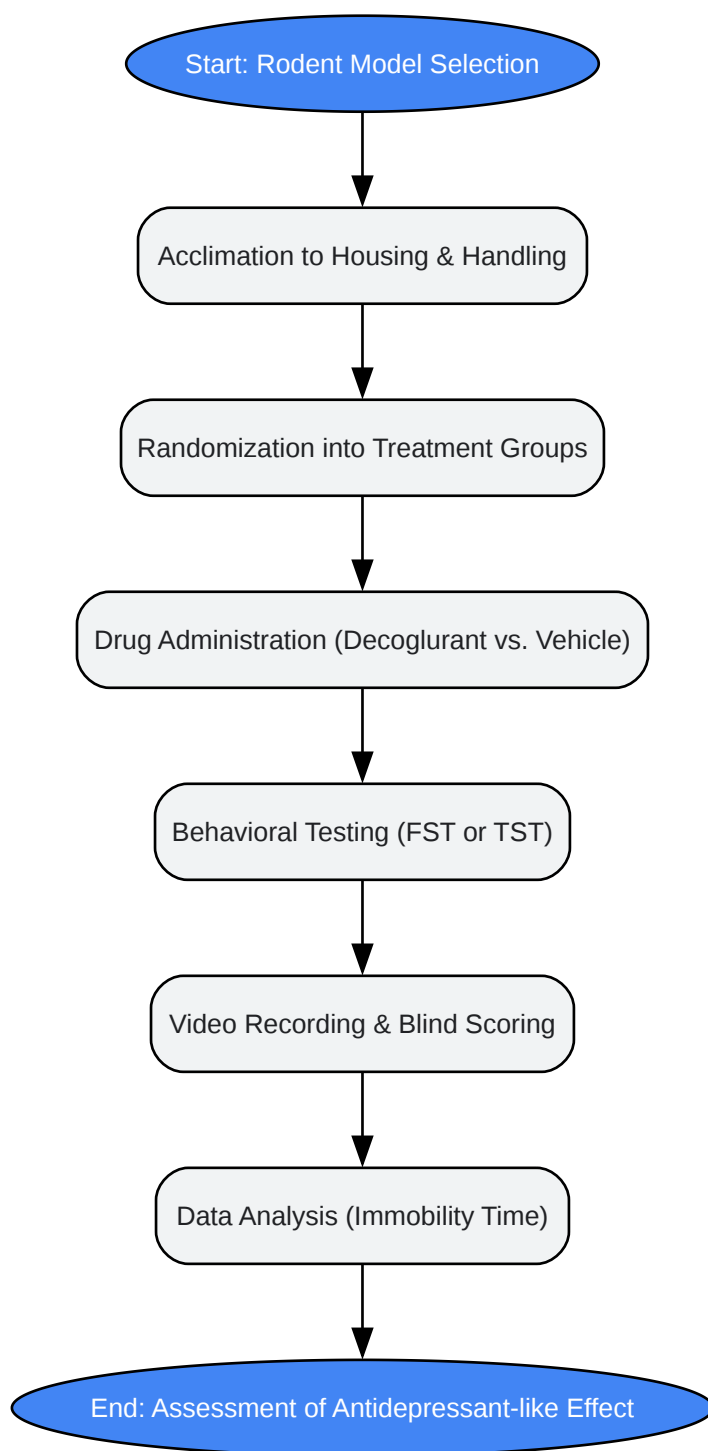 Start: Rodent Model Selection
Acclimation to Housing & Handling
Randomization into Treatment Groups
Drug Administration (Decoglurant vs. Vehicle)
Behavioral Testing (FST or TST)
Video Recording & Blind Scoring
Data Analysis (Immobility Time)
End: Assessment of Antidepressant-like Effect